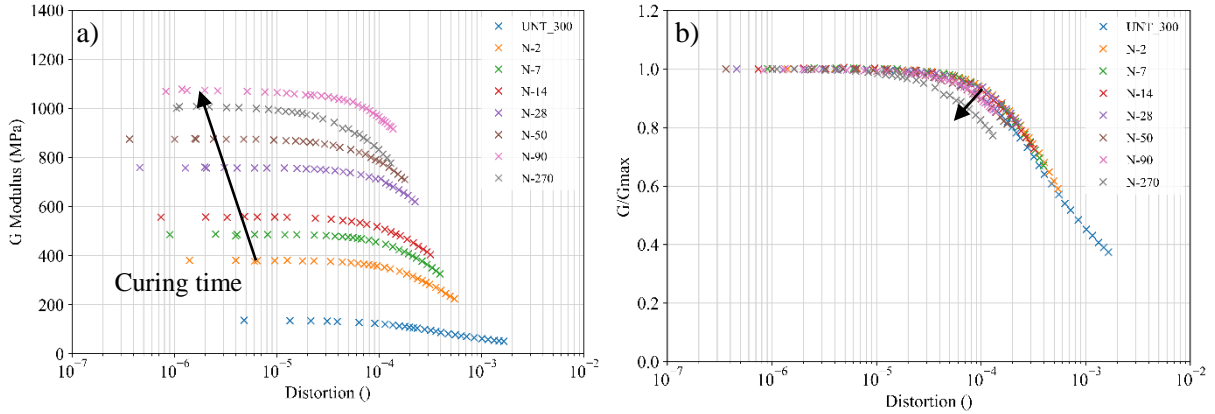 a)
1400
1200
1000
800
600
400
200
0
G Modulus (MPa)
UNT_300
N-2
N-7
N-14
N-28
N-50
N-90
N-270
Curing time
10⁻⁷
10⁻⁶
10⁻⁵
10⁻⁴
10⁻³
10⁻²
Distortion ()
b)
1.2
1.0
0.8
0.6
0.4
0.2
0.0
G/Gmax
UNT_300
N-2
N-7
N-14
N-28
N-50
N-90
N-270
10⁻⁷
10⁻⁶
10⁻⁵
10⁻⁴
10⁻³
10⁻²
Distortion ()